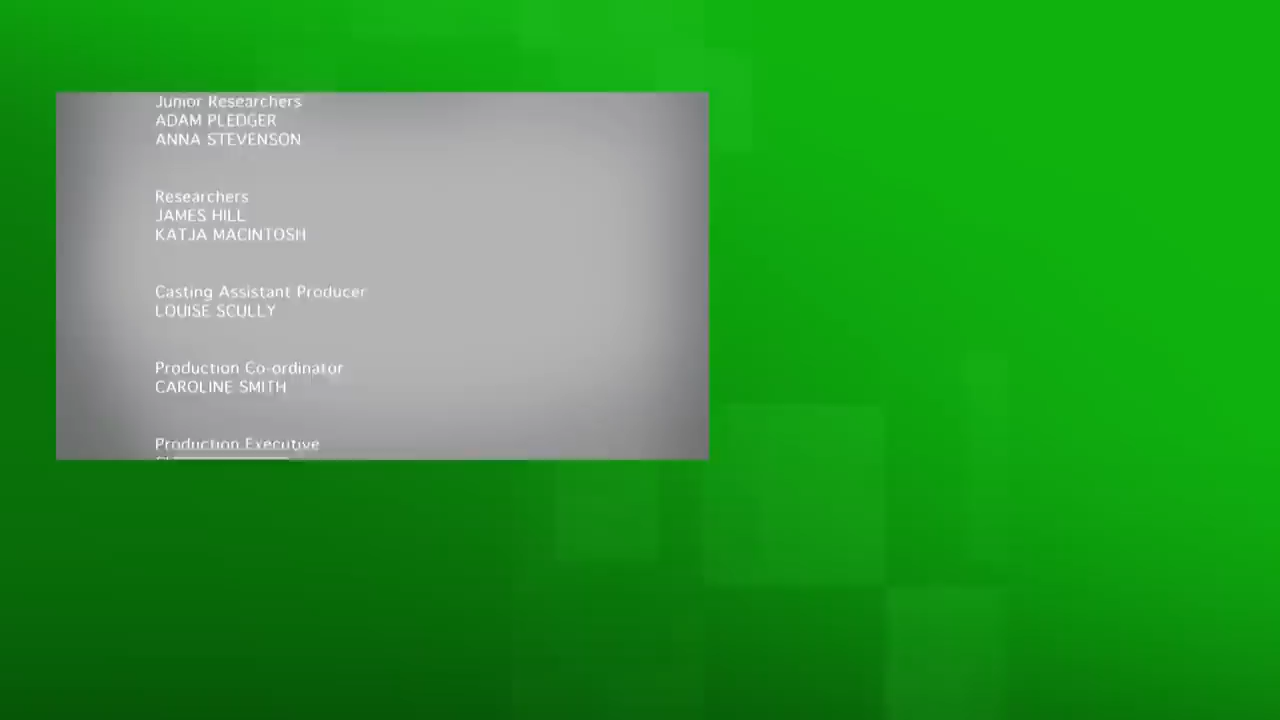 Junior Researchers
ADAM PLEDGER
ANNA STEVENSON
Researchers
JAMES HILL
KATJA MACINTOSH
Casting Assistant Producer
LOUISE SCULLY
Production Co-ordinator
CAROLINE SMITH
Production Executive